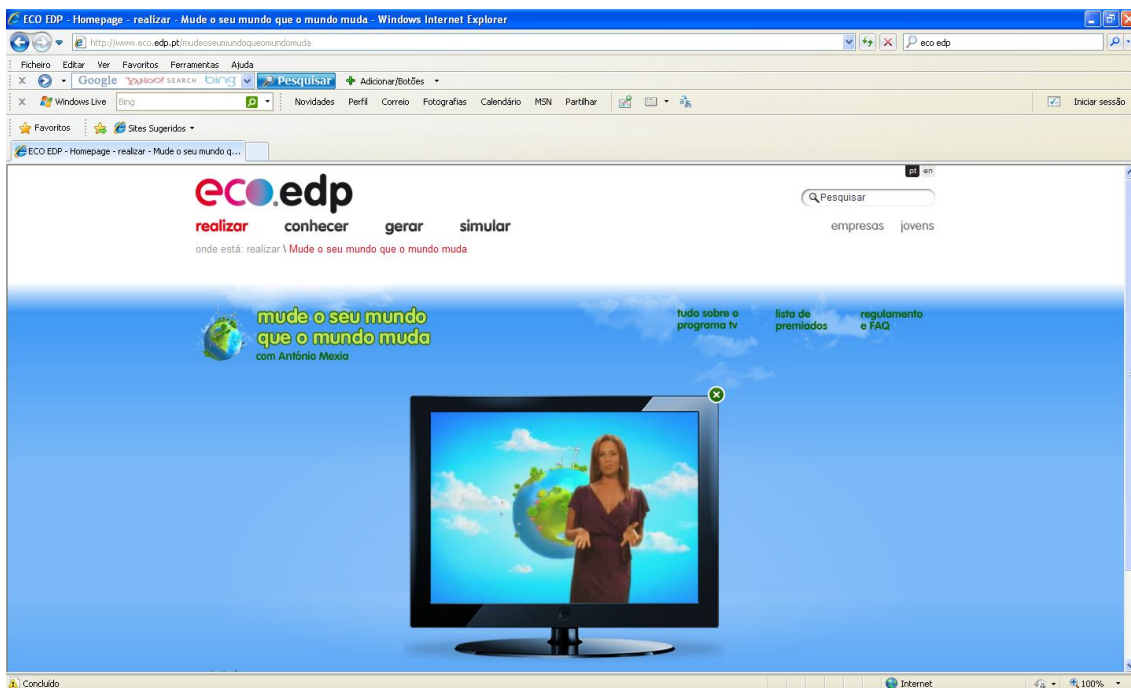 ECO EDP - Homepage - realizar - Mude o seu mundo que o mundo muda - Windows Internet Explorer
http://www.eco.edp.pt/mudeoseumundoqueomundomuda
eco edp
Ficheiro Editar Ver Favoritos Ferramentas Ajuda
X Google YAHOO! SEARCH bing Pesquisar Adicionar/Botões
X Windows Live Bing Novidades Perfil Correio Fotografias Calendário MSN Partilhar Iniciar sessão
Favoritos Sites Sugeridos
ECO EDP - Homepage - realizar - Mude o seu mundo q...
pt en
eco.edp
Pesquisar
realizar conhecer gerar simular empresas jovens
onde está: realizar \ Mude o seu mundo que o mundo muda
mude o seu mundo
que o mundo muda
com António Mexia
tudo sobre o
programa tv
lista de
premiados
regulamento
e FAQ
Concluído Internet 100%